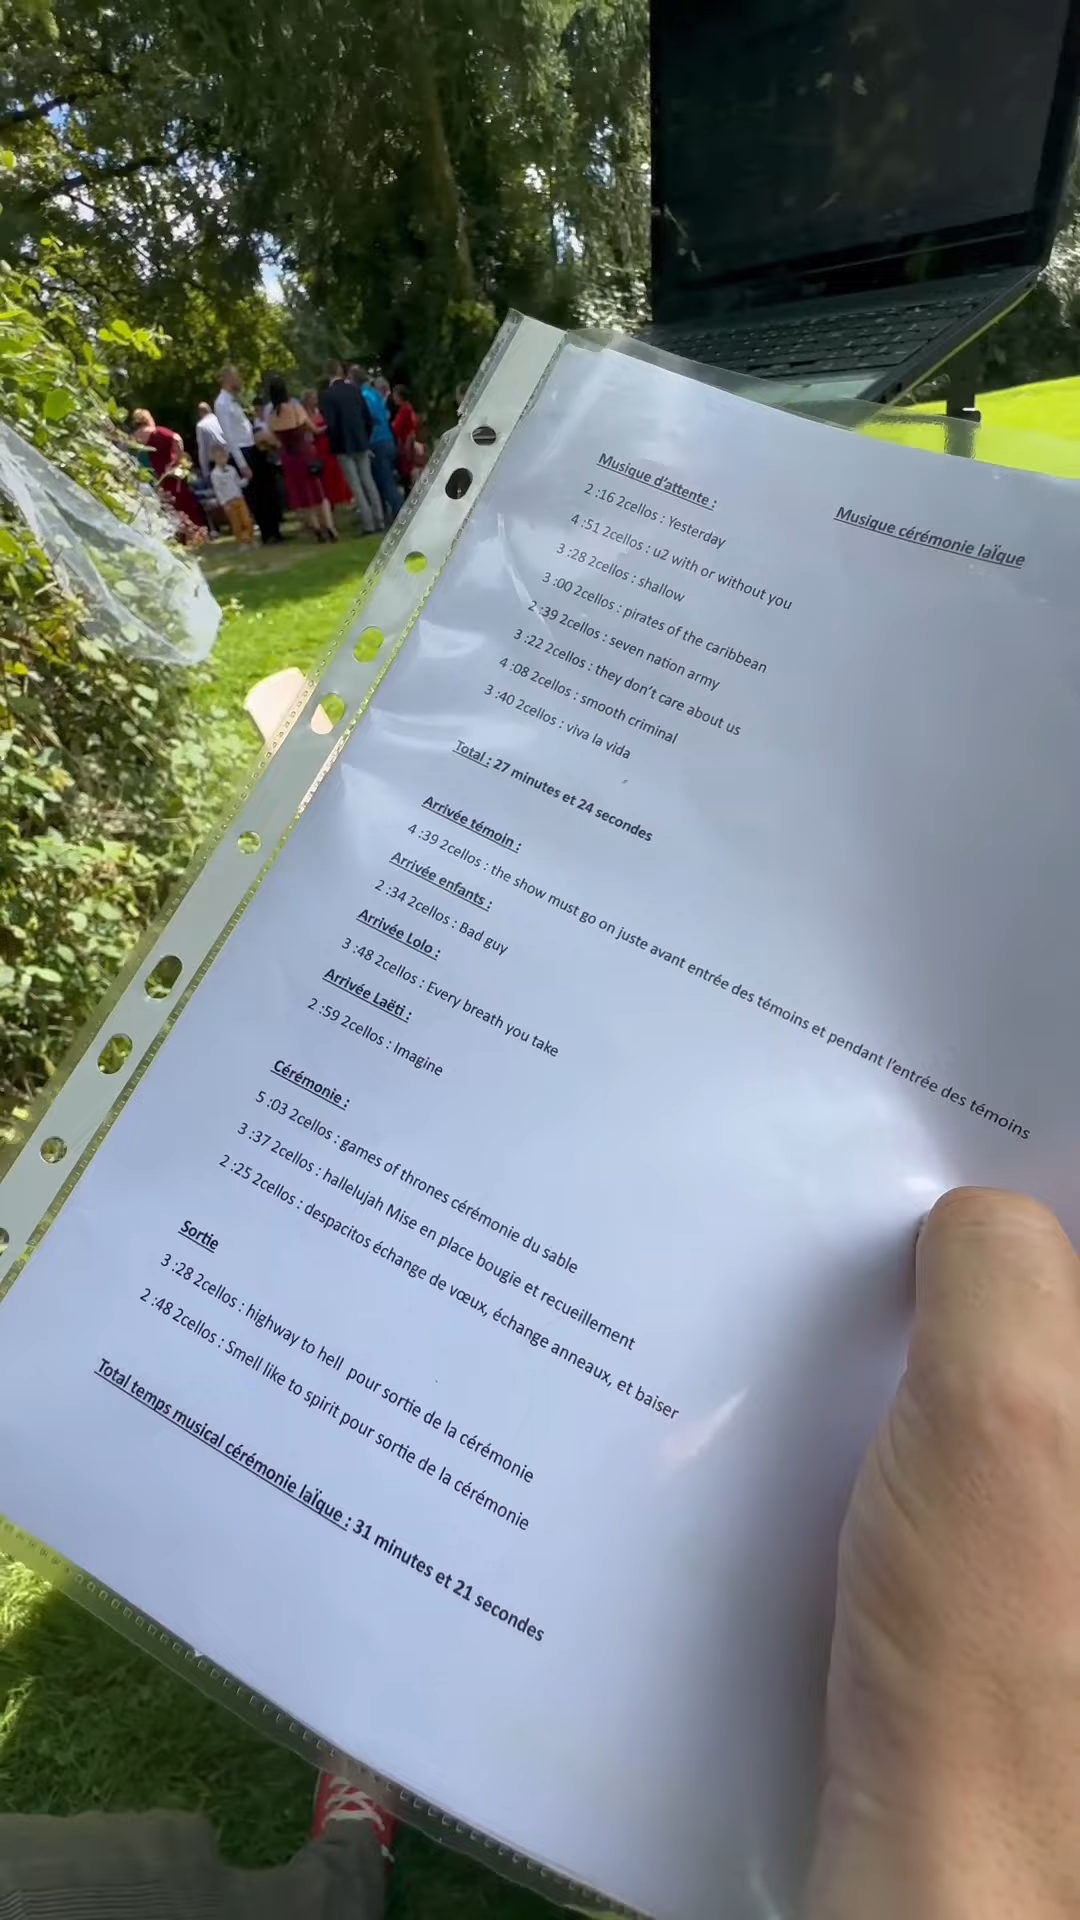 Musique cérémonie laïque
Musique d'attente :
2 :16 2cellos : Yesterday
4 :51 2cellos : u2 with or without you
3 :28 2cellos : shallow
3 :00 2cellos : pirates of the caribbean
2 :39 2cellos : seven nation army
3 :22 2cellos : they don't care about us
4 :08 2cellos : smooth criminal
3 :40 2cellos : viva la vida
Total : 27 minutes et 24 secondes
Arrivée témoin :
4 :39 2cellos : the show must go on juste avant entrée des témoins et pendant l'entrée des témoins
Arrivée enfants :
2 :34 2cellos : Bad guy
Arrivée Lolo :
3 :48 2cellos : Every breath you take
Arrivée Laëti :
2 :59 2cellos : Imagine
Cérémonie :
5 :03 2cellos : games of thrones cérémonie du sable
3 :37 2cellos : hallelujah Mise en place bougie et recueillement
2 :25 2cellos : despacitos échange de vœux, échange anneaux, et baiser
Sortie
3 :28 2cellos : highway to hell pour sortie de la cérémonie
2 :48 2cellos : Smell like to spirit pour sortie de la cérémonie
Total temps musical cérémonie laïque : 31 minutes et 21 secondes